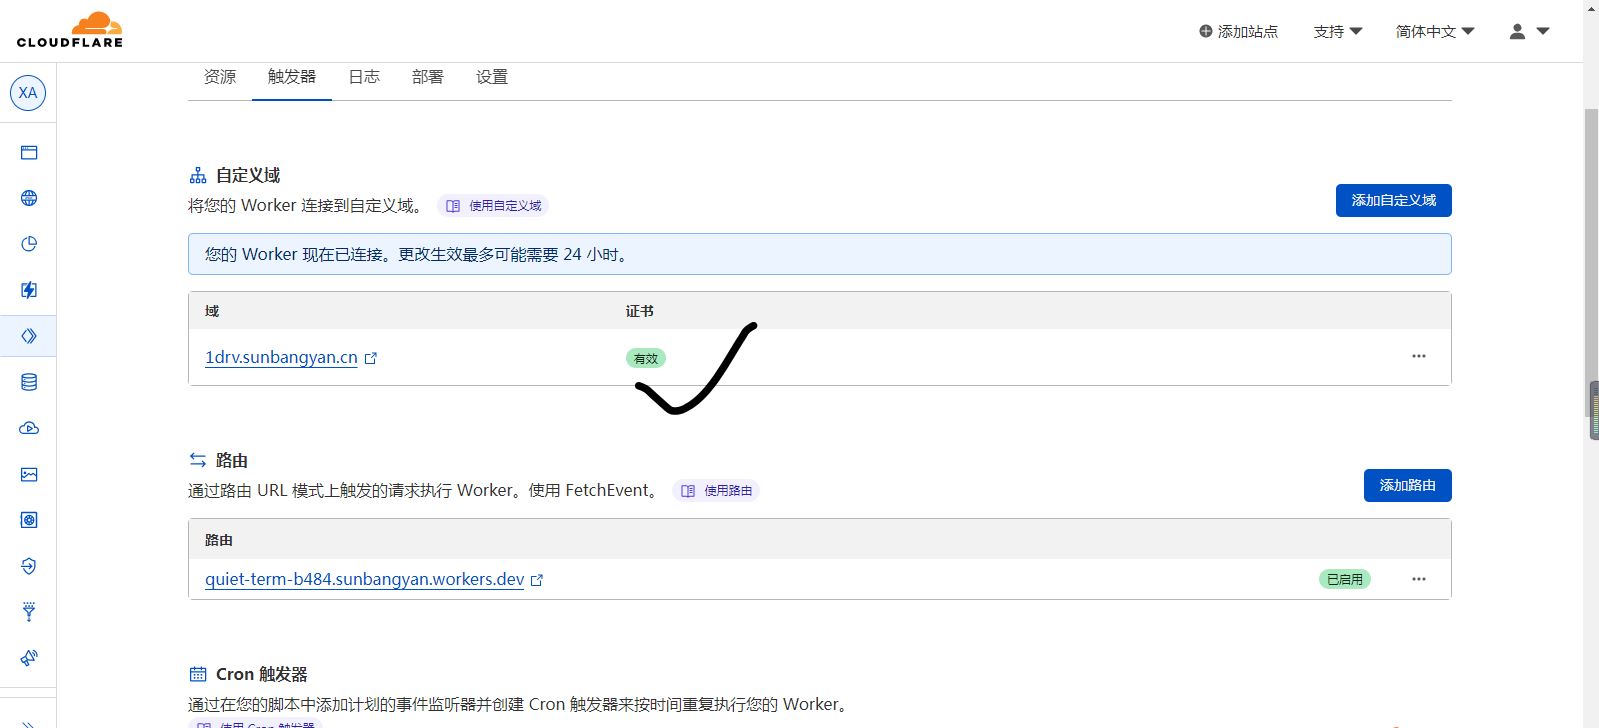 CLOUDFLARE
添加站点 支持 简体中文
XA
资源 触发器 日志 部署 设置
自定义域
将您的 Worker 连接到自定义域。 使用自定义域
添加自定义域
您的 Worker 现在已连接。更改生效最多可能需要 24 小时。
域 证书
1drv.sunbangyan.cn 有效
路由
通过路由 URL 模式上触发的请求执行 Worker。使用 FetchEvent。 使用路由
添加路由
路由
quiet-term-b484.sunbangyan.workers.dev 已启用
Cron 触发器
通过在您的脚本中添加计划的事件监听器并创建 Cron 触发器来按时间重复执行您的 Worker。
使用 Cron 触发器